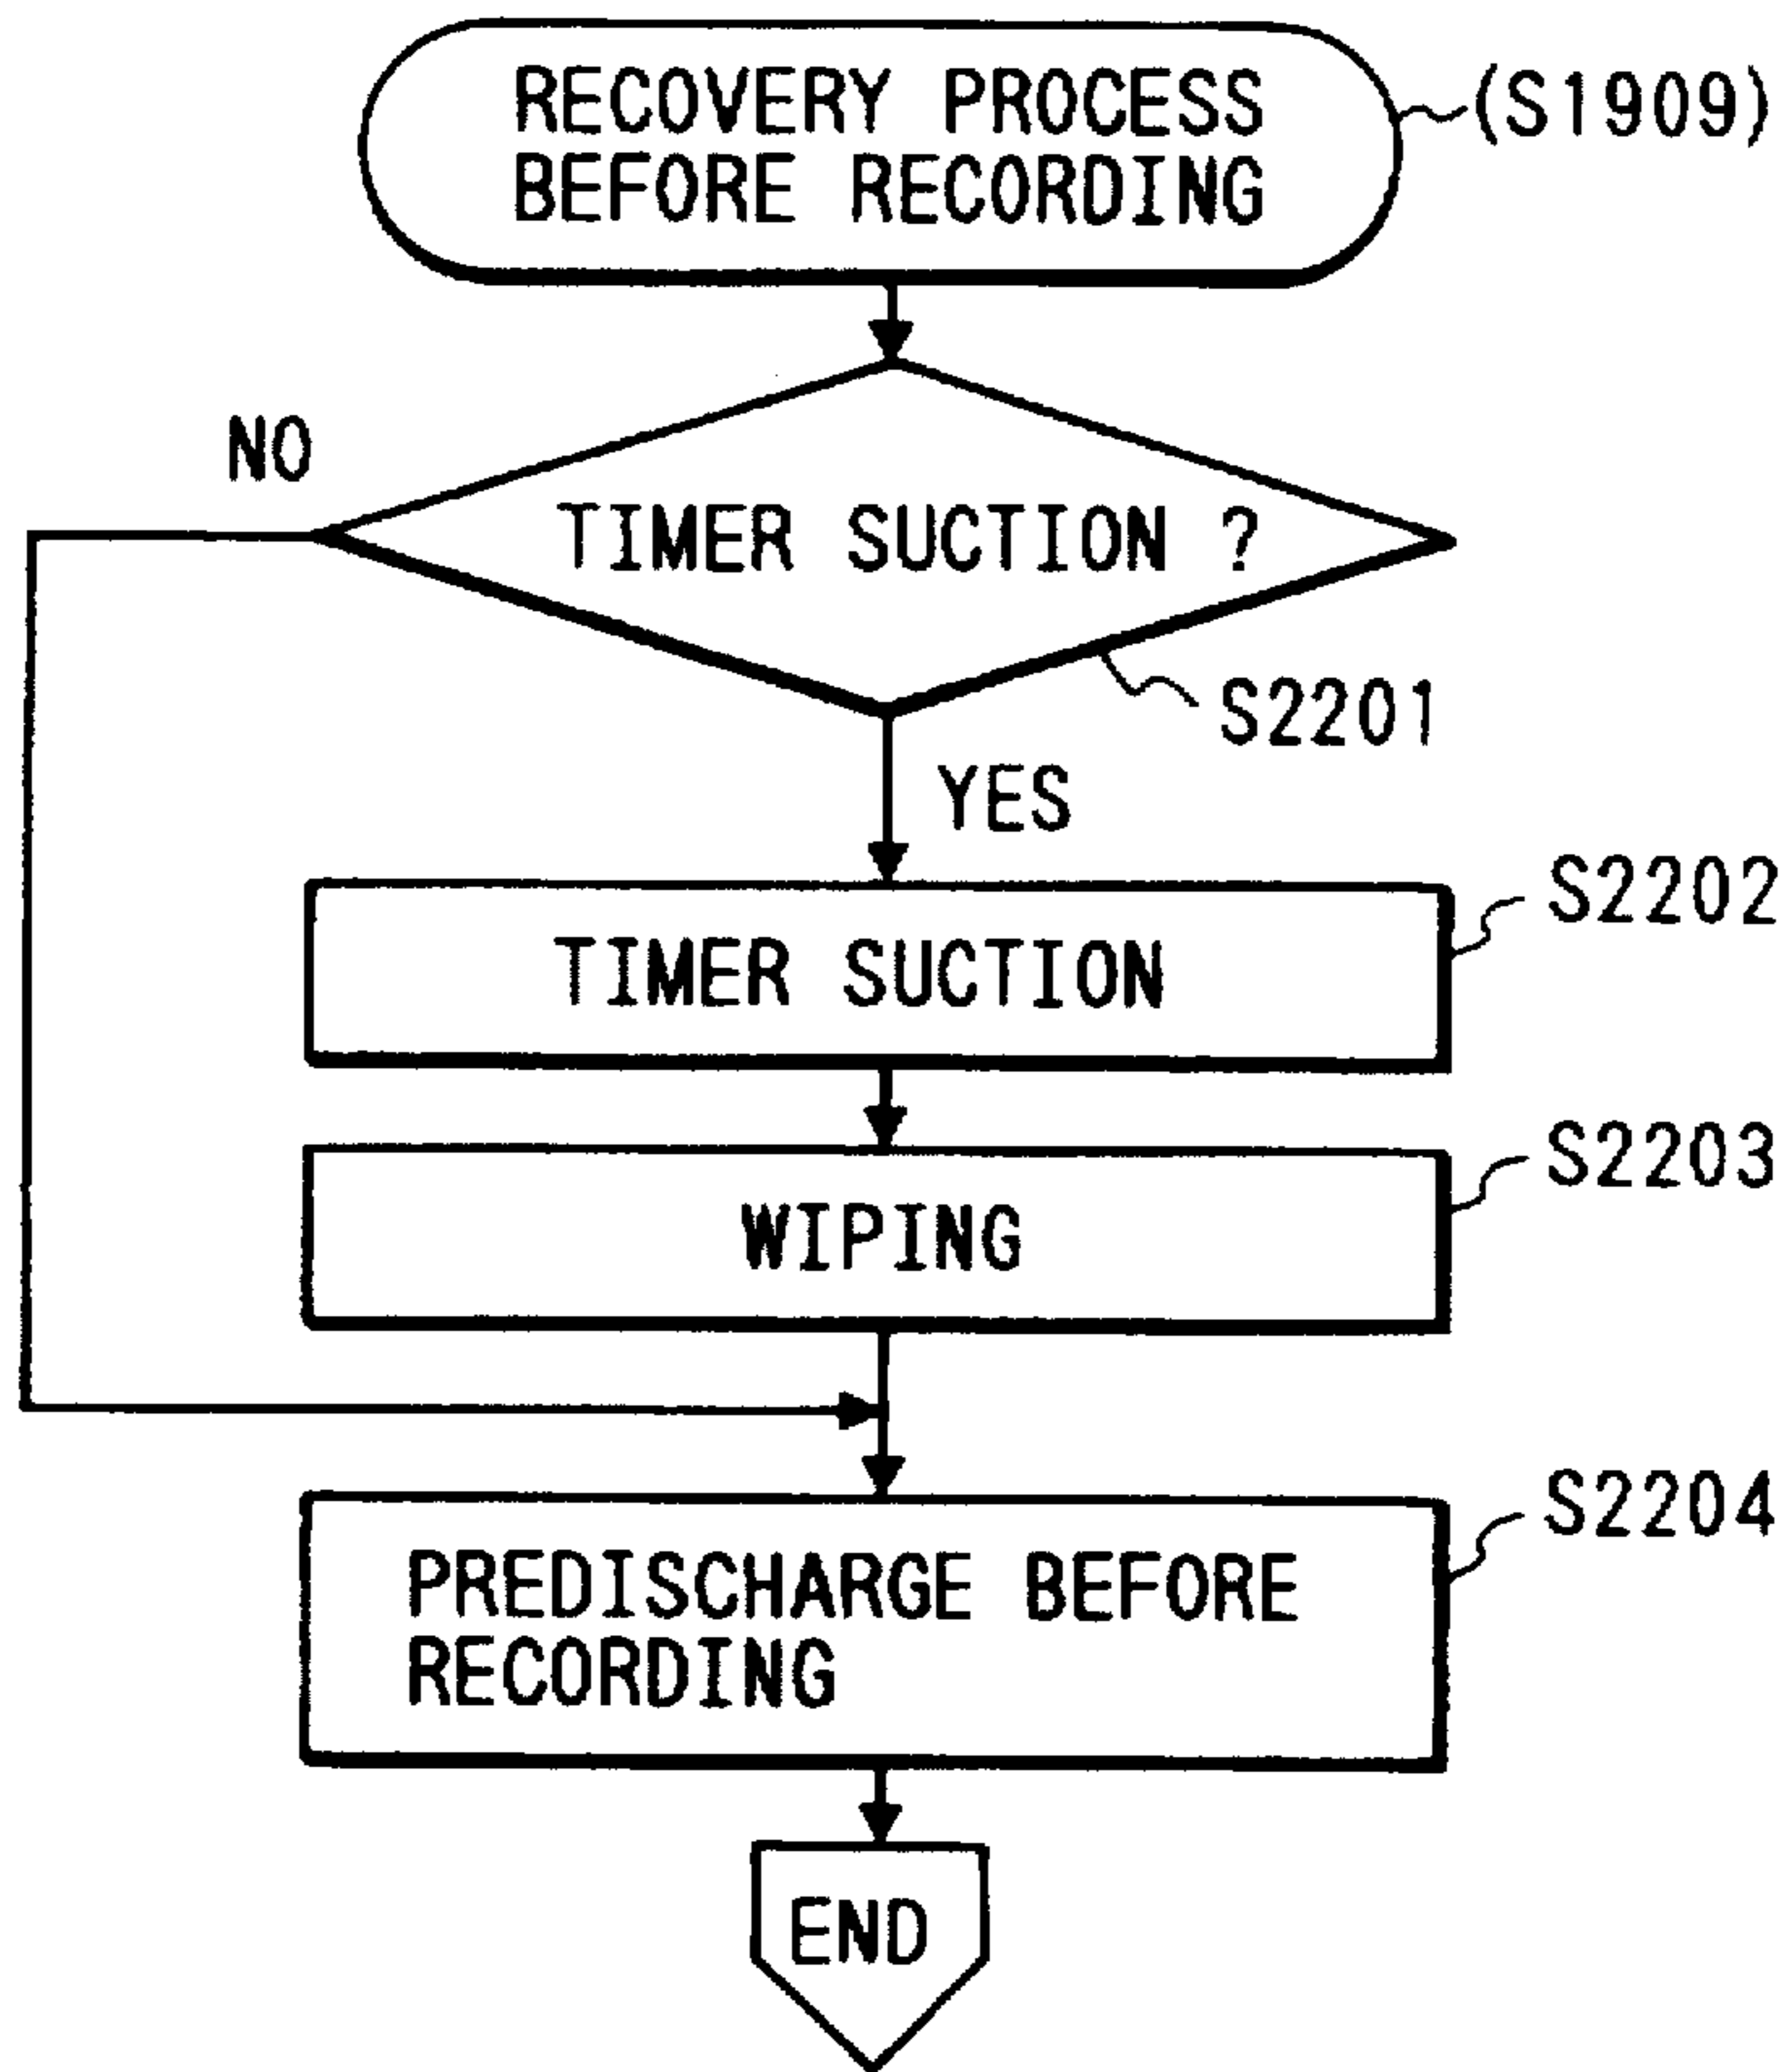 RECOVERY PROCESS
BEFORE RECORDING
(S1909)
NO
TIMER SUCTION ?
S2201
YES
S2202
TIMER SUCTION
S2203
WIPING
S2204
PREDISCHARGE BEFORE
RECORDING
END